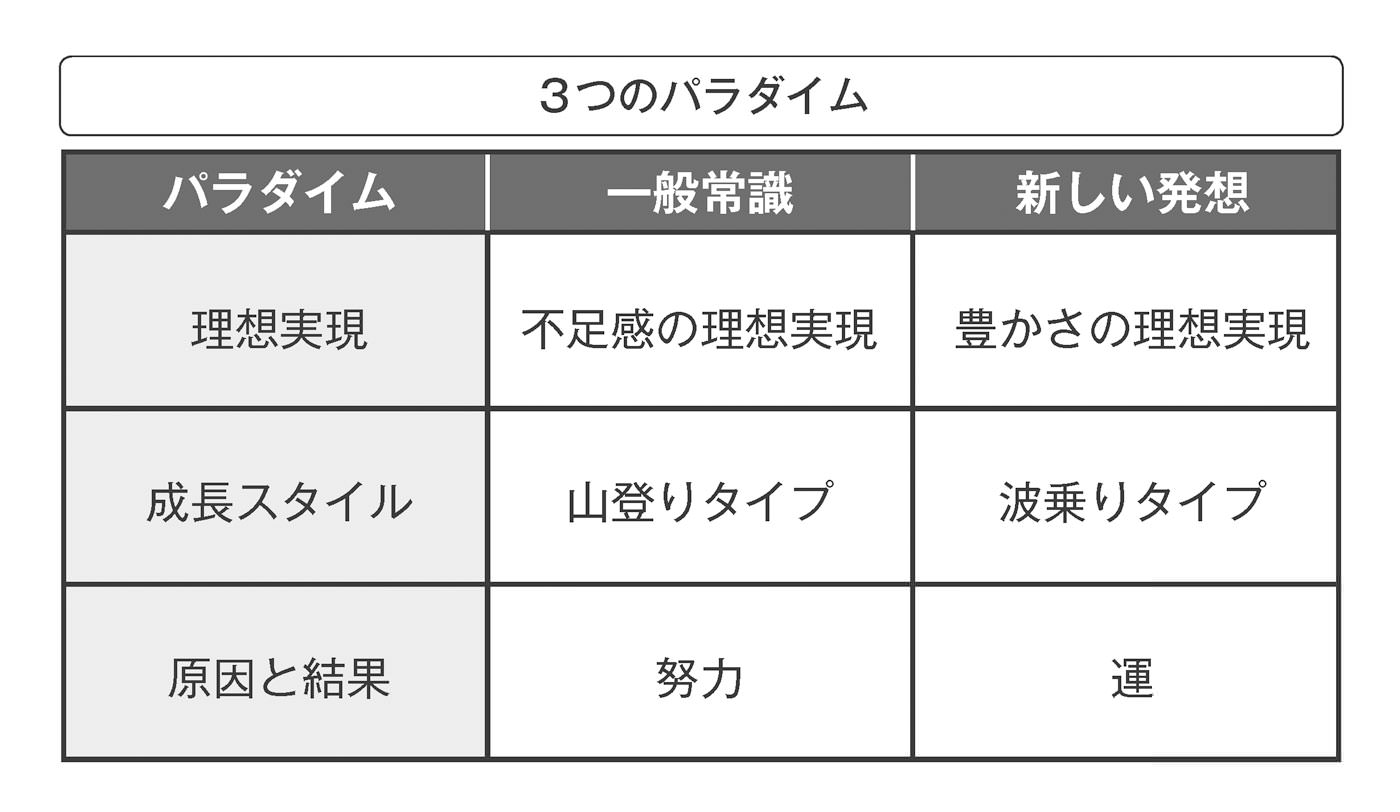 ３つのパラダイム
パラダイム 一般常識 新しい発想
理想実現 不足感の理想実現 豊かさの理想実現
成長スタイル 山登りタイプ 波乗りタイプ
原因と結果 努力 運